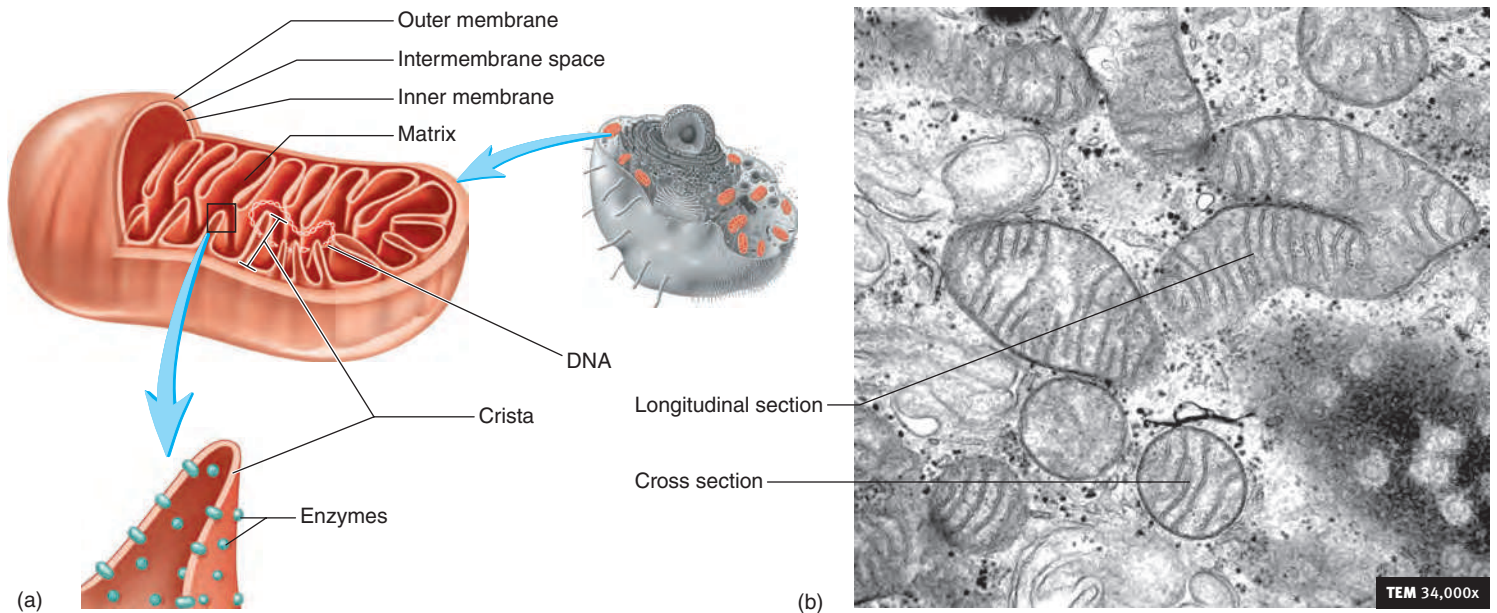 Outer membrane
Intermembrane space
Inner membrane
Matrix
DNA
Crista
Enzymes
(a)
Longitudinal section
Cross section
(b)
TEM 34,000x